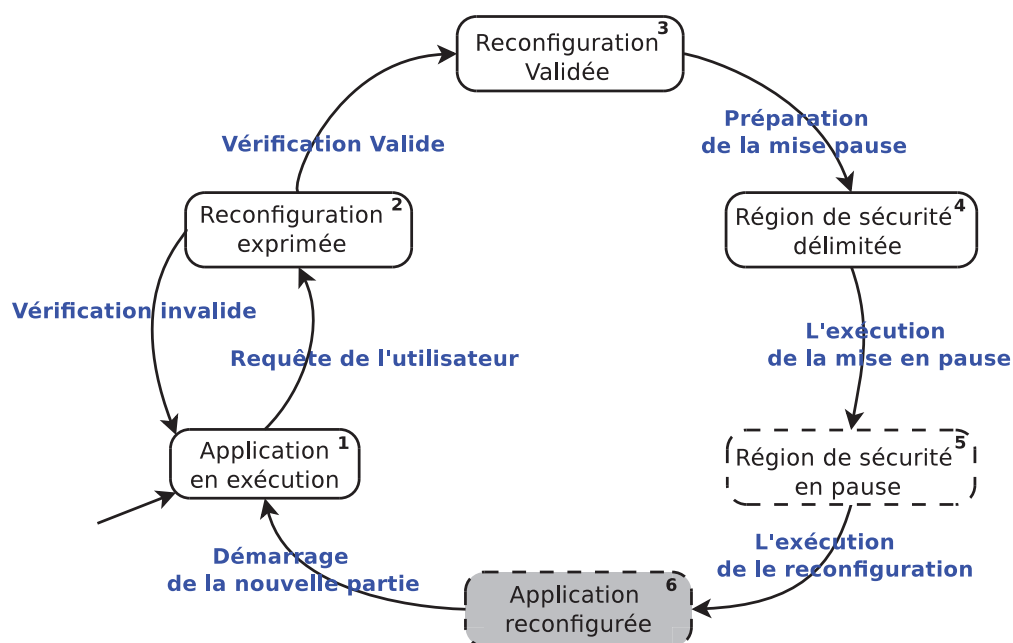 Reconfiguration 3
Validée
Vérification Valide
Préparation
de la mise pause
Reconfiguration 2
exprimée
Région de sécurité 4
délimitée
Vérification invalide
Requête de l'utilisateur
L'exécution
de la mise en pause
Application 1
en exécution
Région de sécurité 5
en pause
Démarrage
de la nouvelle partie
L'exécution
de le reconfiguration
Application 6
reconfigurée